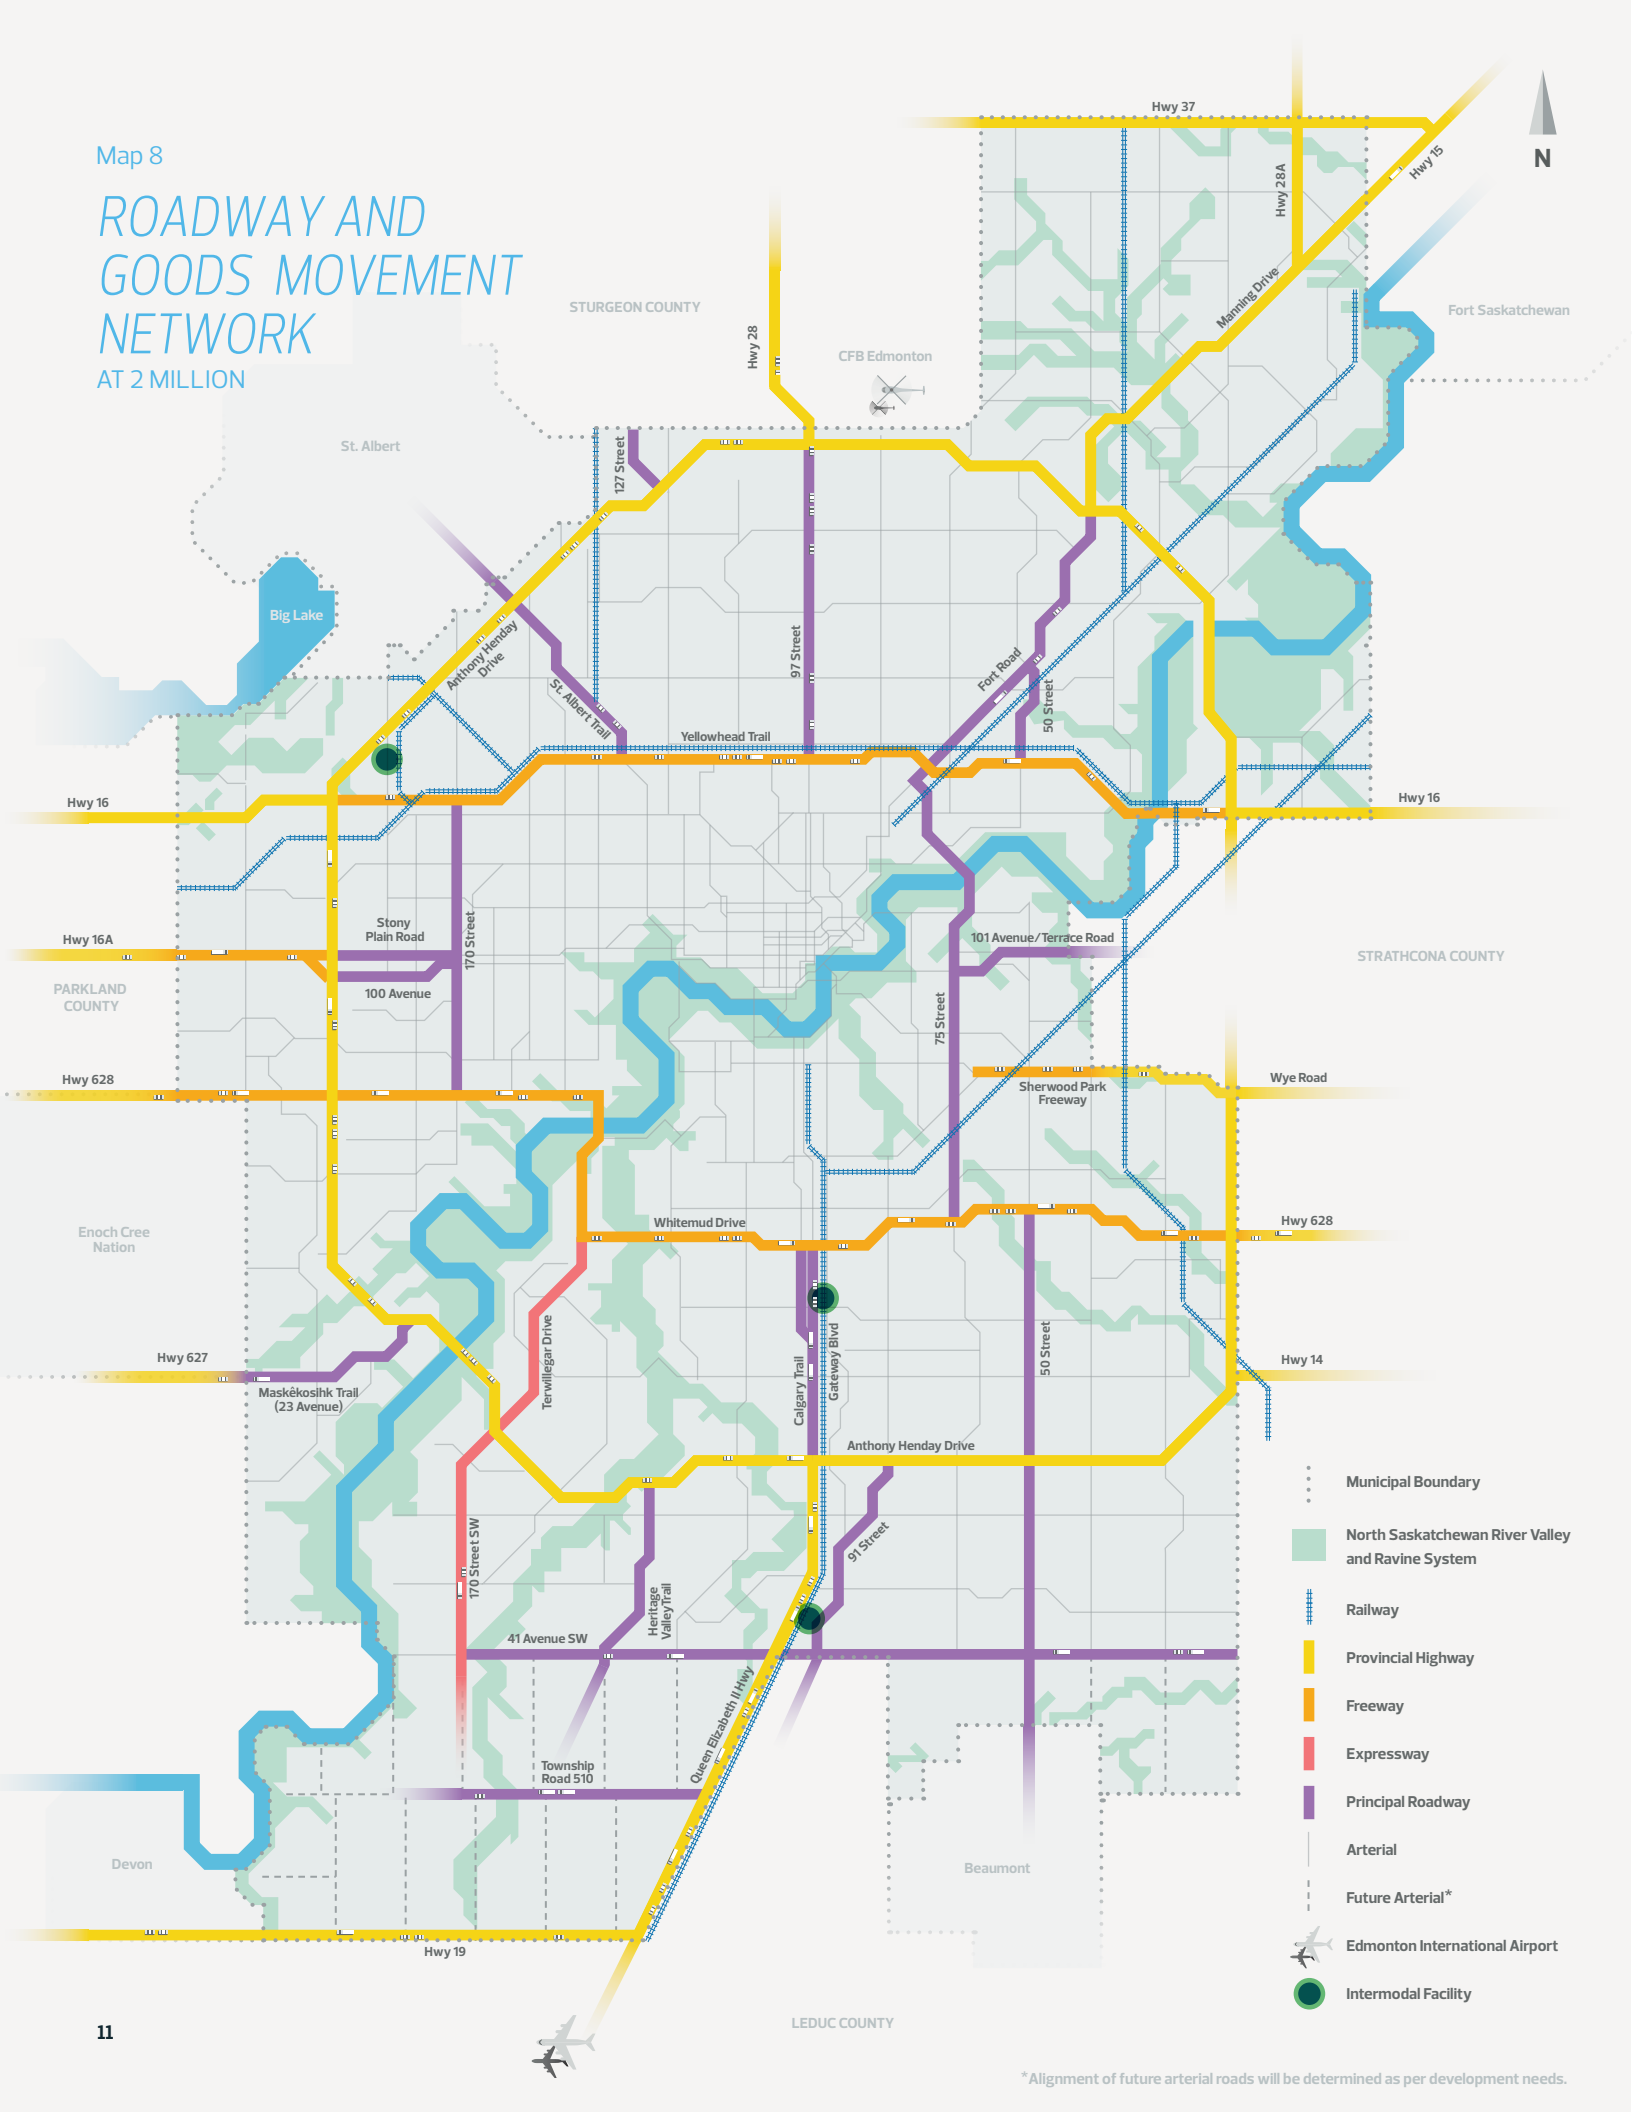 Map 8
ROADWAY AND
GOODS MOVEMENT
NETWORK
AT 2 MILLION
N
Hwy 37
Hwy 15
Hwy 28A
Manning Drive
STURGEON COUNTY
Fort Saskatchewan
Hwy 28
CFB Edmonton
St. Albert
127 Street
Big Lake
Anthony Henday
Drive
St. Albert Trail
97 Street
Fort Road
50 Street
Yellowhead Trail
Hwy 16
Hwy 16
Stony
Plain Road
170 Street
Hwy 16A
100 Avenue
PARKLAND
COUNTY
101 Avenue/Terrace Road
STRATHCONA COUNTY
75 Street
Hwy 628
Sherwood Park
Freeway
Wye Road
Enoch Cree
Nation
Whitemud Drive
Hwy 628
Terwillegar Drive
Calgary Trail
Gateway Blvd
50 Street
Hwy 627
Maskêkosihk Trail
(23 Avenue)
Hwy 14
Anthony Henday Drive
170 Street SW
91 Street
Heritage
Valley Trail
41 Avenue SW
Queen Elizabeth II Hwy
Township
Road 510
Devon
Beaumont
Hwy 19
LEDUC COUNTY
Municipal Boundary
North Saskatchewan River Valley
and Ravine System
Railway
Provincial Highway
Freeway
Expressway
Principal Roadway
Arterial
Future Arterial*
Edmonton International Airport
Intermodal Facility
11
*Alignment of future arterial roads will be determined as per development needs.